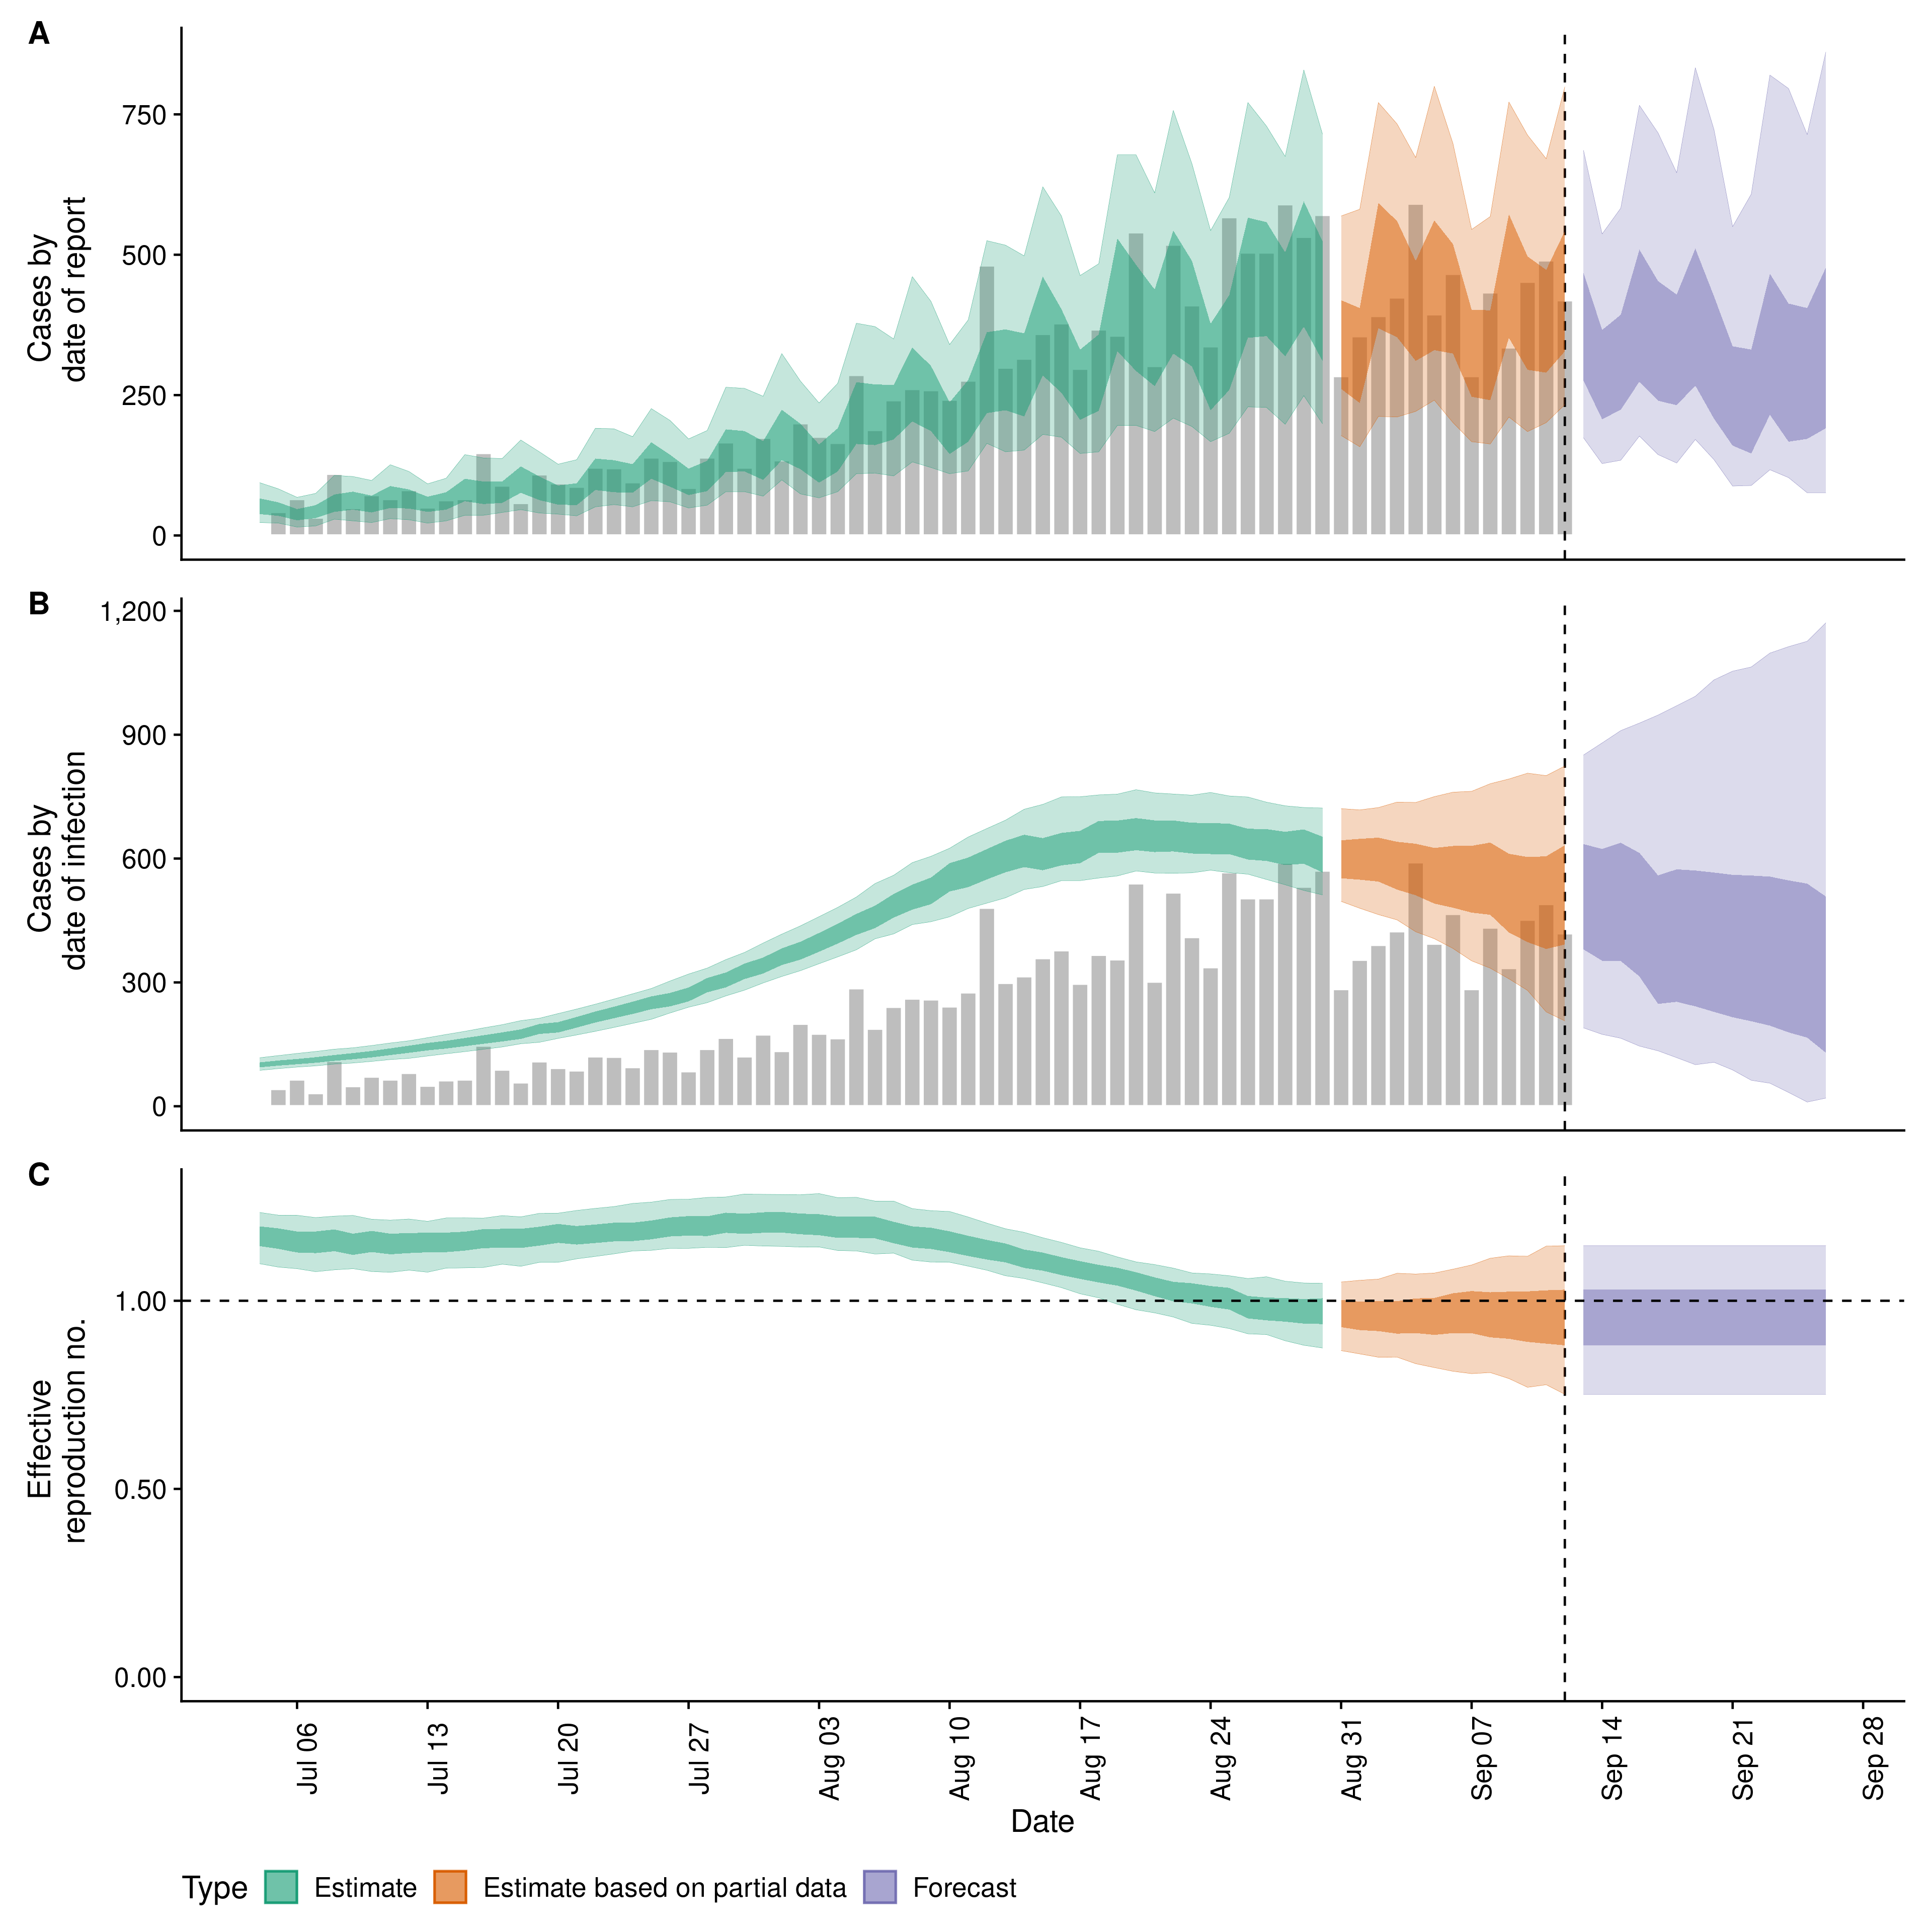 A
Cases by
date of report
750
500
250
0
B
Cases by
date of infection
1,200
900
600
300
0
C
Effective
reproduction no.
1.00
0.50
0.00
Jul 06
Jul 13
Jul 20
Jul 27
Aug 03
Aug 10
Aug 17
Aug 24
Aug 31
Sep 07
Sep 14
Sep 21
Sep 28
Date
Type Estimate Estimate based on partial data Forecast